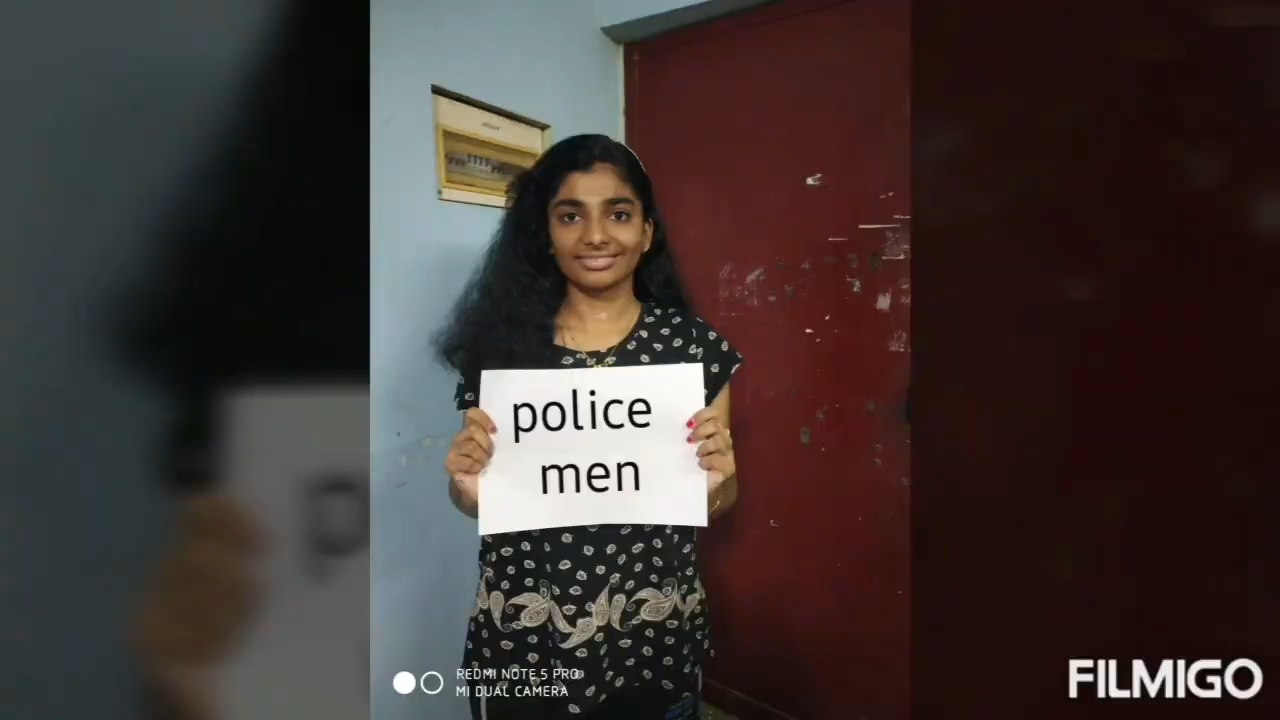 police
men
REDMI NOTE 5 PRO
MI DUAL CAMERA
FILMIGO